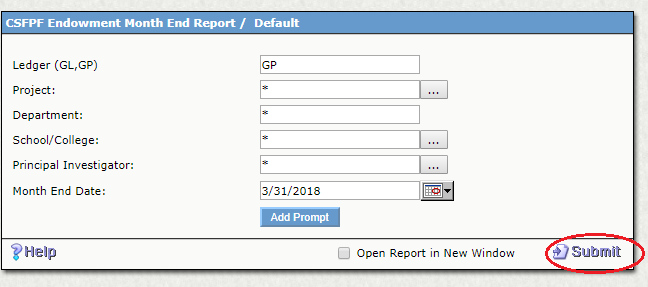 CSFPF Endowment Month End Report / Default
Ledger (GL,GP) GP
Project: * ...
Department: *
School/College: * ...
Principal Investigator: * ...
Month End Date: 3/31/2018
Add Prompt
?Help Open Report in New Window Submit